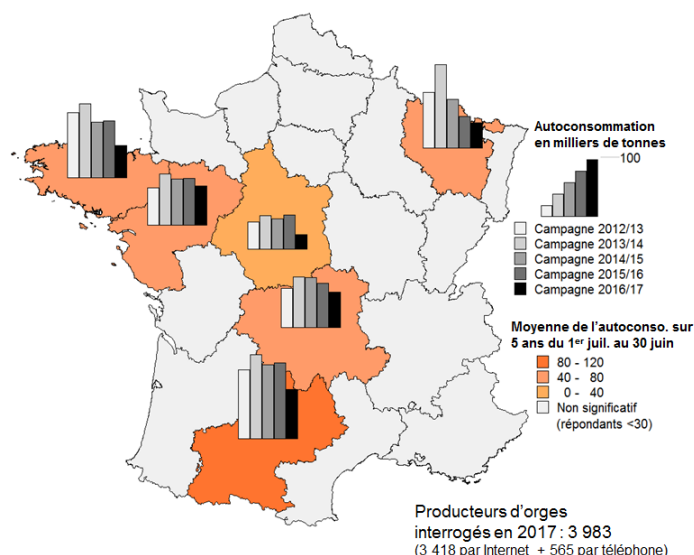 Autoconsommation
en milliers de tonnes
100
Campagne 2012/13
Campagne 2013/14
Campagne 2014/15
Campagne 2015/16
Campagne 2016/17
Moyenne de l'autoconso. sur
5 ans du 1er juil. au 30 juin
80 - 120
40 - 80
0 - 40
Non significatif
(répondants <30)
Producteurs d'orges
interrogés en 2017 : 3 983
(3 418 par Internet + 565 par téléphone)